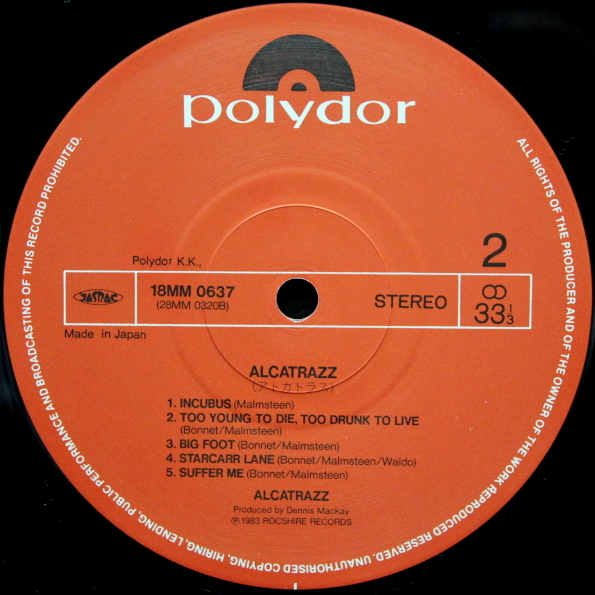 polydor
ALL RIGHTS OF THE PRODUCER AND OF THE OWNER OF THE WORK REPRODUCED RESERVED. UNAUTHORISED COPYING, HIRING, LENDING, PUBLIC PERFORMANCE AND BROADCASTING OF THIS RECORD PROHIBITED.
2
Polydor K.K.,
JASRAC
18MM 0637
(28MM 0320B)
STEREO
33 1/3
Made in Japan
ALCATRAZZ
(アルカトラス)
1. INCUBUS (Malmsteen)
2. TOO YOUNG TO DIE, TOO DRUNK TO LIVE
(Bonnet/Malmsteen)
3. BIG FOOT (Bonnet/Malmsteen)
4. STARCARR LANE (Bonnet/Malmsteen/Waldo)
5. SUFFER ME (Bonnet/Malmsteen)
ALCATRAZZ
Produced by Dennis Mackay
Ⓟ 1983 ROCSHIRE RECORDS